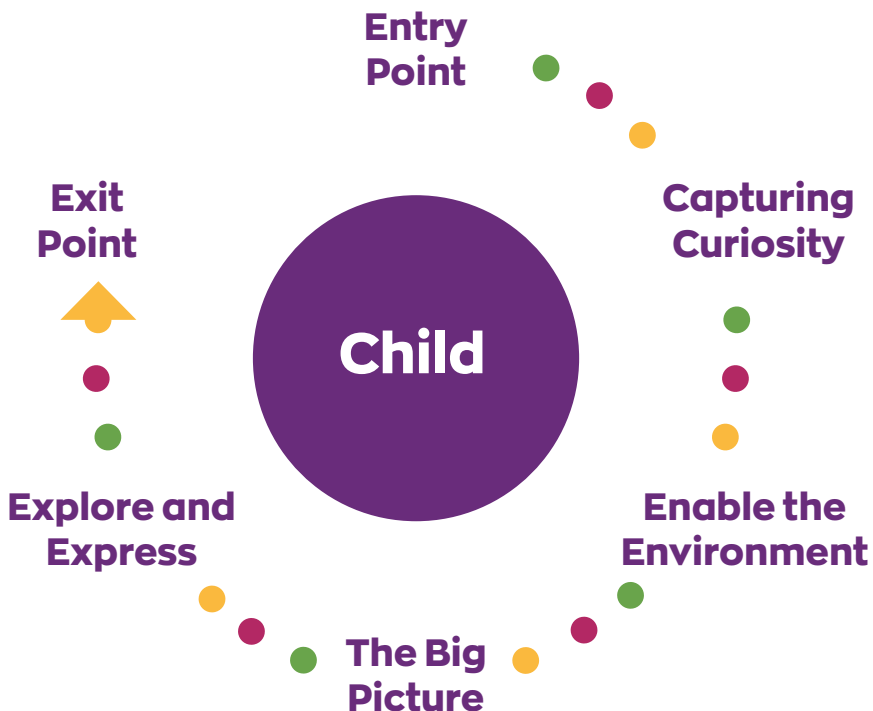 Entry
Point
Capturing
Curiosity
Enable the
Environment
The Big
Picture
Explore and
Express
Exit
Point
Child